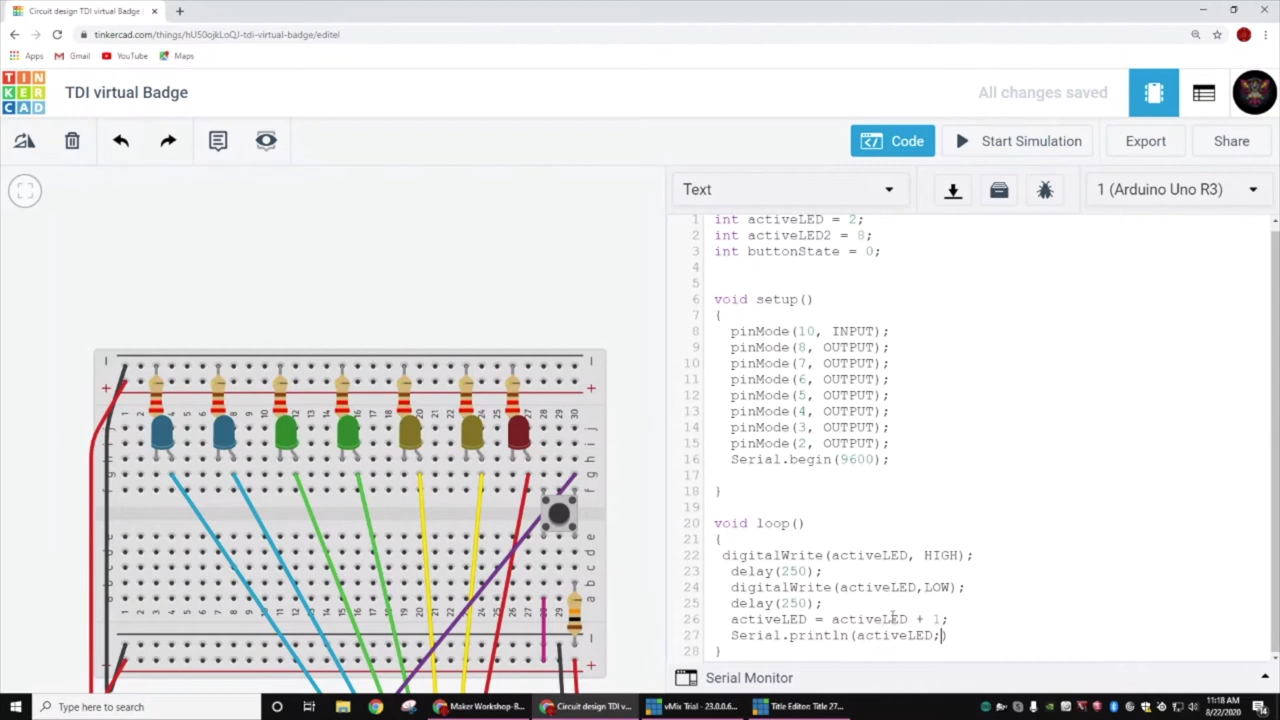 Circuit design TDI virtual Badge
tinkercad.com/things/hU50ojkLoQJ-tdi-virtual-badge/editel
Apps Gmail YouTube Maps
TIN
KER
CAD
TDI virtual Badge
All changes saved
Code
Start Simulation
Export
Share
Text
1 (Arduino Uno R3)
1 int activeLED = 2;
2 int activeLED2 = 8;
3 int buttonState = 0;
4
5
6 void setup()
7 {
8 pinMode(10, INPUT);
9 pinMode(8, OUTPUT);
10 pinMode(7, OUTPUT);
11 pinMode(6, OUTPUT);
12 pinMode(5, OUTPUT);
13 pinMode(4, OUTPUT);
14 pinMode(3, OUTPUT);
15 pinMode(2, OUTPUT);
16 Serial.begin(9600);
17
18 }
19
20 void loop()
21 {
22 digitalWrite(activeLED, HIGH);
23 delay(250);
24 digitalWrite(activeLED,LOW);
25 delay(250);
26 activeLED = activeLED + 1;
27 Serial.println(activeLED;)
28 }
Serial Monitor
Type here to search
Maker Workshop-B...
Circuit design TDI v...
vMix Trial - 23.0.0.6...
Title Editor: Title 27...
11:18 AM
8/22/2020